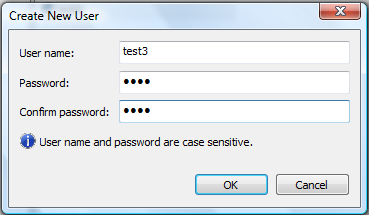 Create New User
User name: test3
Password: ●●●●
Confirm password: ●●●●
User name and password are case sensitive.
OK Cancel